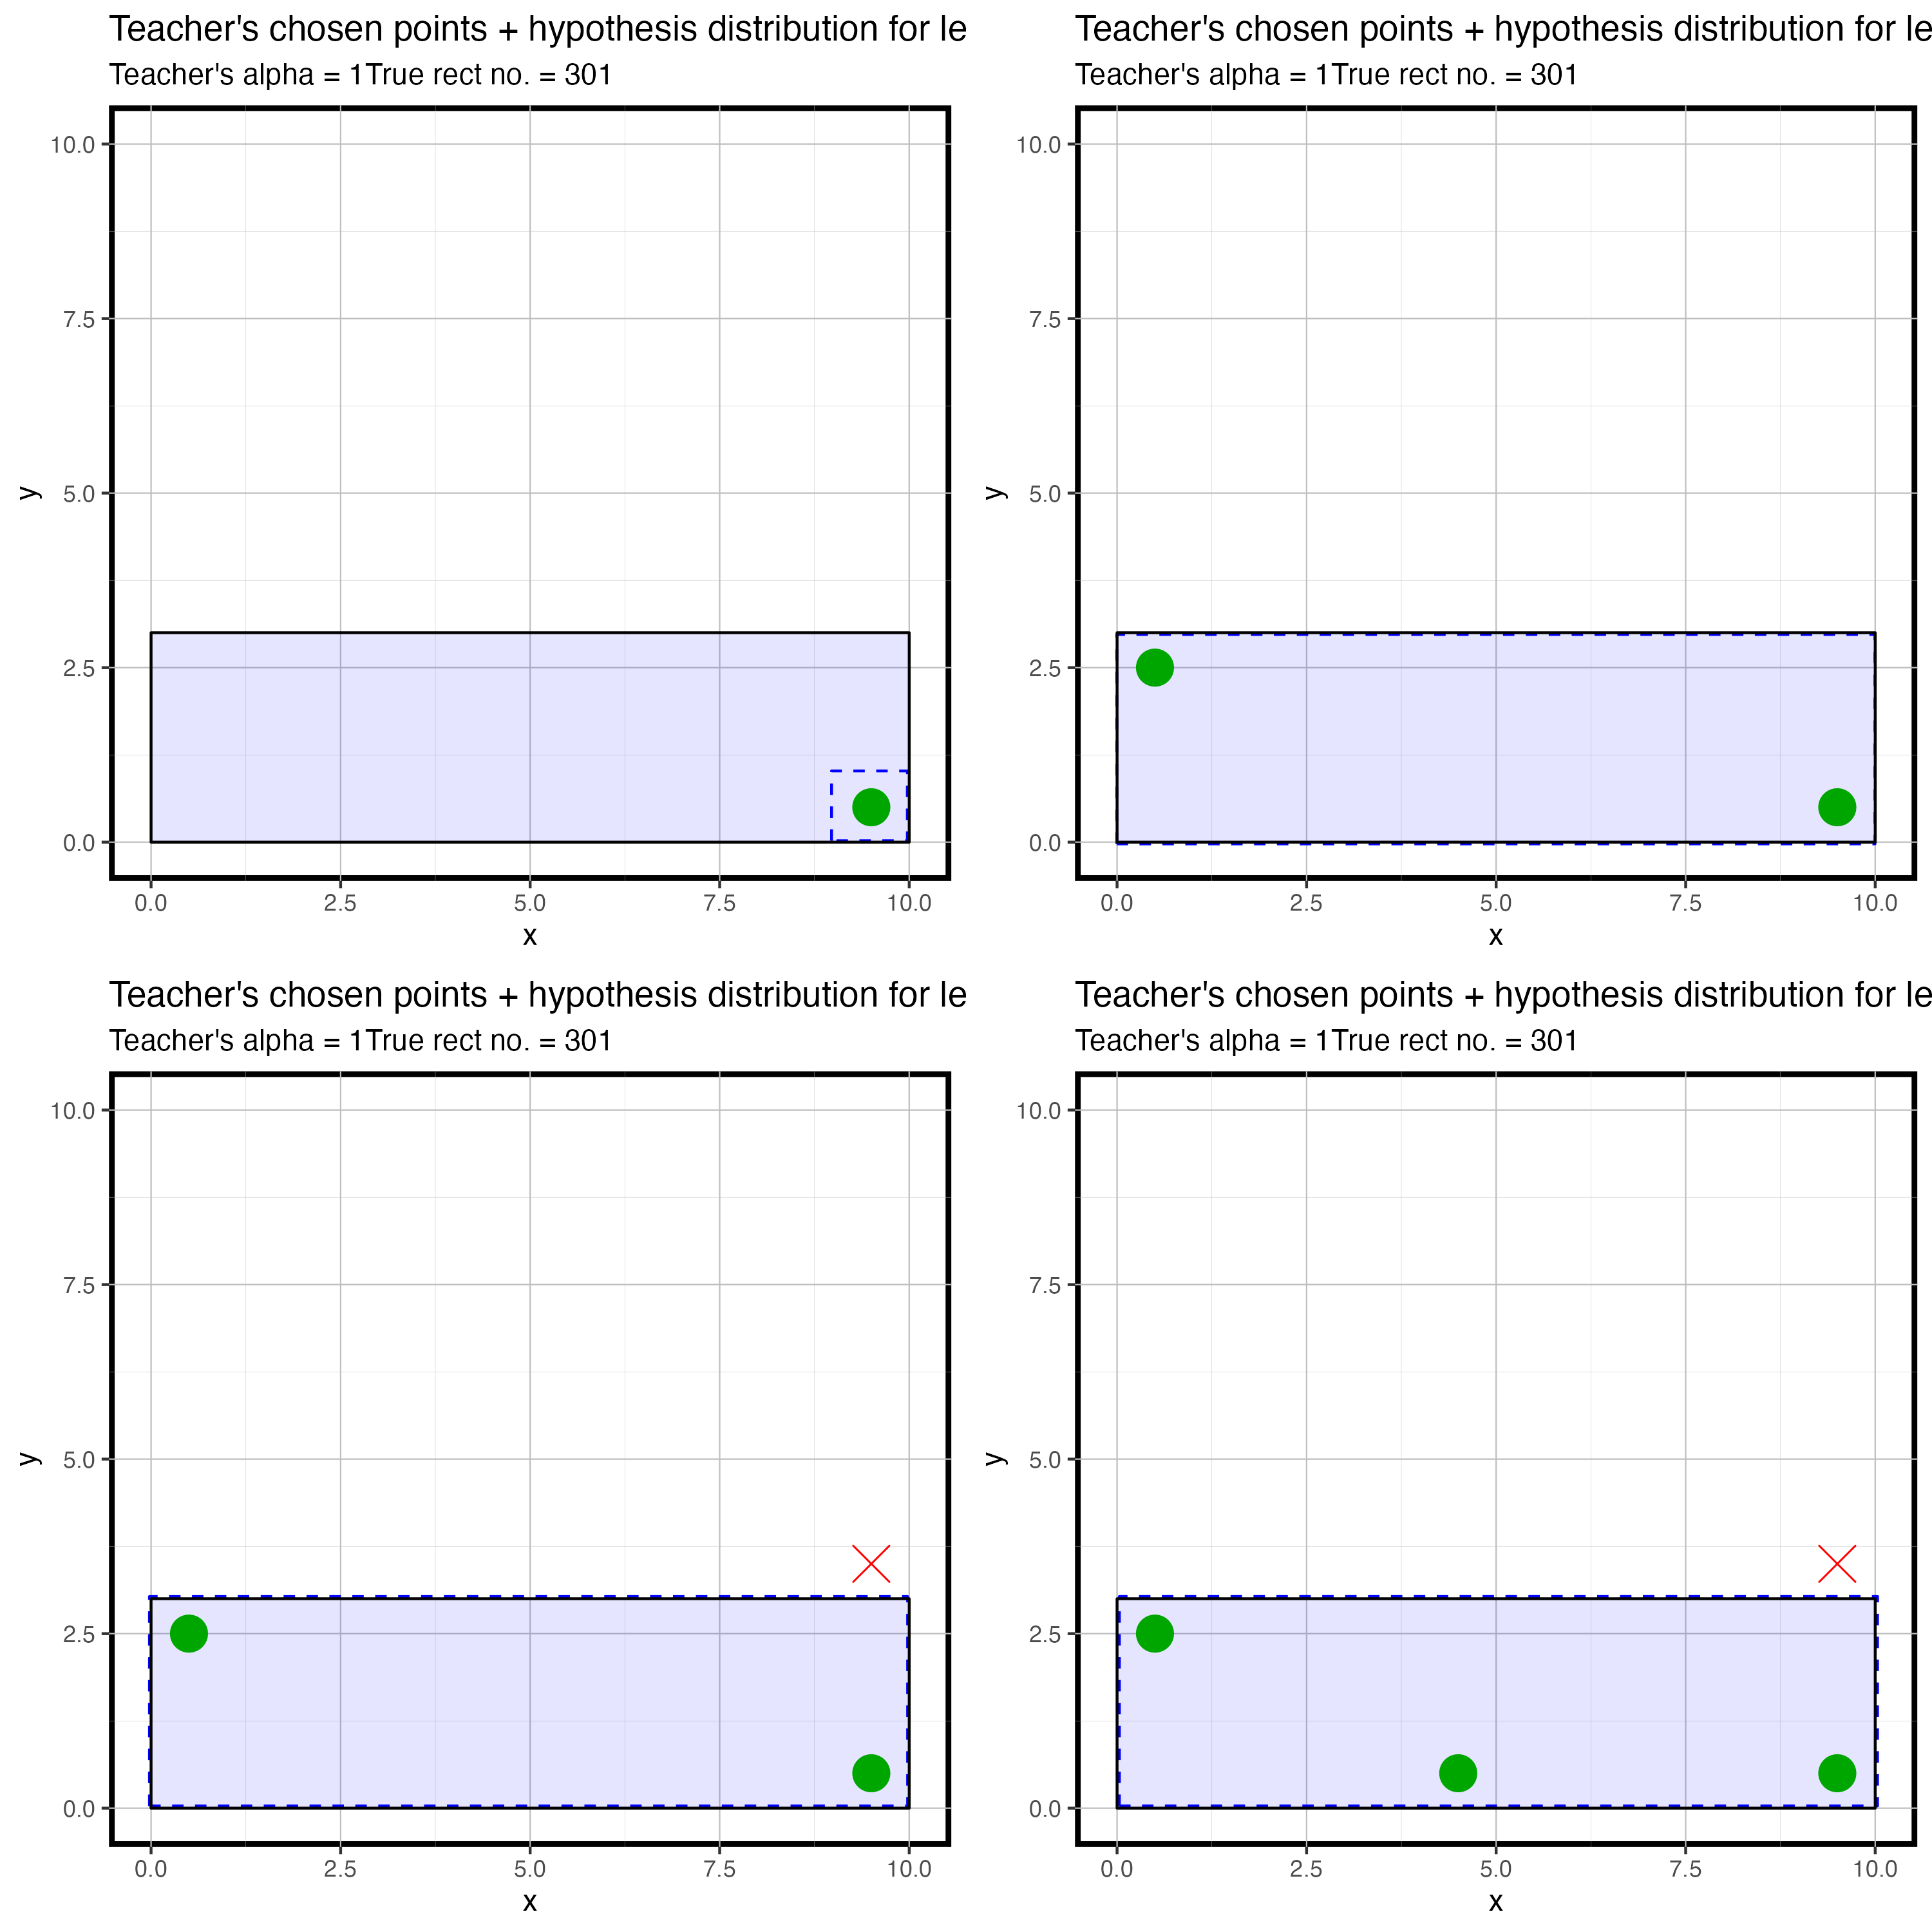 Teacher's chosen points + hypothesis distribution for le
Teacher's alpha = 1True rect no. = 301
10.0
7.5
y
5.0
2.5
0.0
0.0 2.5 5.0 7.5 10.0
x
Teacher's chosen points + hypothesis distribution for le
Teacher's alpha = 1True rect no. = 301
10.0
7.5
y
5.0
2.5
0.0
0.0 2.5 5.0 7.5 10.0
x
Teacher's chosen points + hypothesis distribution for le
Teacher's alpha = 1True rect no. = 301
10.0
7.5
y
5.0
2.5
0.0
0.0 2.5 5.0 7.5 10.0
x
Teacher's chosen points + hypothesis distribution for le
Teacher's alpha = 1True rect no. = 301
10.0
7.5
y
5.0
2.5
0.0
0.0 2.5 5.0 7.5 10.0
x